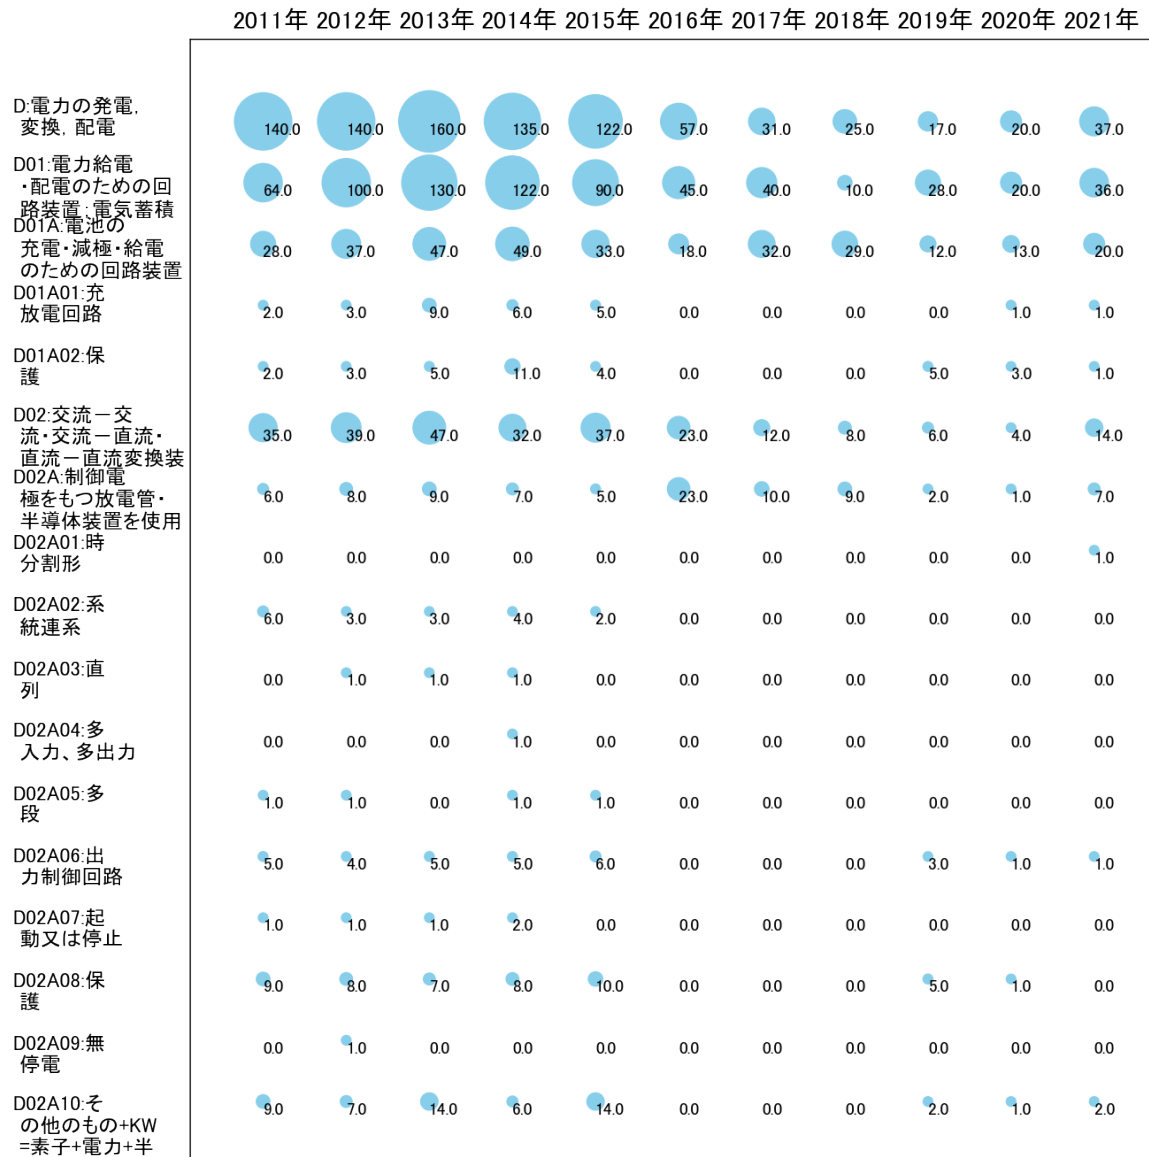 2011年 2012年 2013年 2014年 2015年 2016年 2017年 2018年 2019年 2020年 2021年
D:電力の発電,
変換, 配電
140.0 140.0 160.0 135.0 122.0 57.0 31.0 25.0 17.0 20.0 37.0
D01:電力給電
・配電のための回
路装置;電気蓄積
64.0 100.0 130.0 122.0 90.0 45.0 40.0 10.0 28.0 20.0 36.0
D01A:電池の
充電・減極・給電
のための回路装置
28.0 37.0 47.0 49.0 33.0 18.0 32.0 29.0 12.0 13.0 20.0
D01A01:充
放電回路
2.0 3.0 9.0 6.0 5.0 0.0 0.0 0.0 0.0 1.0 1.0
D01A02:保
護
2.0 3.0 5.0 11.0 4.0 0.0 0.0 0.0 5.0 3.0 1.0
D02:交流－交
流・交流－直流・
直流－直流変換装
35.0 39.0 47.0 32.0 37.0 23.0 12.0 8.0 6.0 4.0 14.0
D02A:制御電
極をもつ放電管・
半導体装置を使用
6.0 8.0 9.0 7.0 5.0 23.0 10.0 9.0 2.0 1.0 7.0
D02A01:時
分割形
0.0 0.0 0.0 0.0 0.0 0.0 0.0 0.0 0.0 0.0 1.0
D02A02:系
統連系
6.0 3.0 3.0 4.0 2.0 0.0 0.0 0.0 0.0 0.0 0.0
D02A03:直
列
0.0 1.0 1.0 1.0 0.0 0.0 0.0 0.0 0.0 0.0 0.0
D02A04:多
入力、多出力
0.0 0.0 0.0 1.0 0.0 0.0 0.0 0.0 0.0 0.0 0.0
D02A05:多
段
1.0 1.0 0.0 1.0 1.0 0.0 0.0 0.0 0.0 0.0 0.0
D02A06:出
力制御回路
5.0 4.0 5.0 5.0 6.0 0.0 0.0 0.0 3.0 1.0 1.0
D02A07:起
動又は停止
1.0 1.0 1.0 2.0 0.0 0.0 0.0 0.0 0.0 0.0 0.0
D02A08:保
護
9.0 8.0 7.0 8.0 10.0 0.0 0.0 0.0 5.0 1.0 0.0
D02A09:無
停電
0.0 1.0 0.0 0.0 0.0 0.0 0.0 0.0 0.0 0.0 0.0
D02A10:そ
の他のもの+KW
=素子+電力+半
9.0 7.0 14.0 6.0 14.0 0.0 0.0 0.0 2.0 1.0 2.0